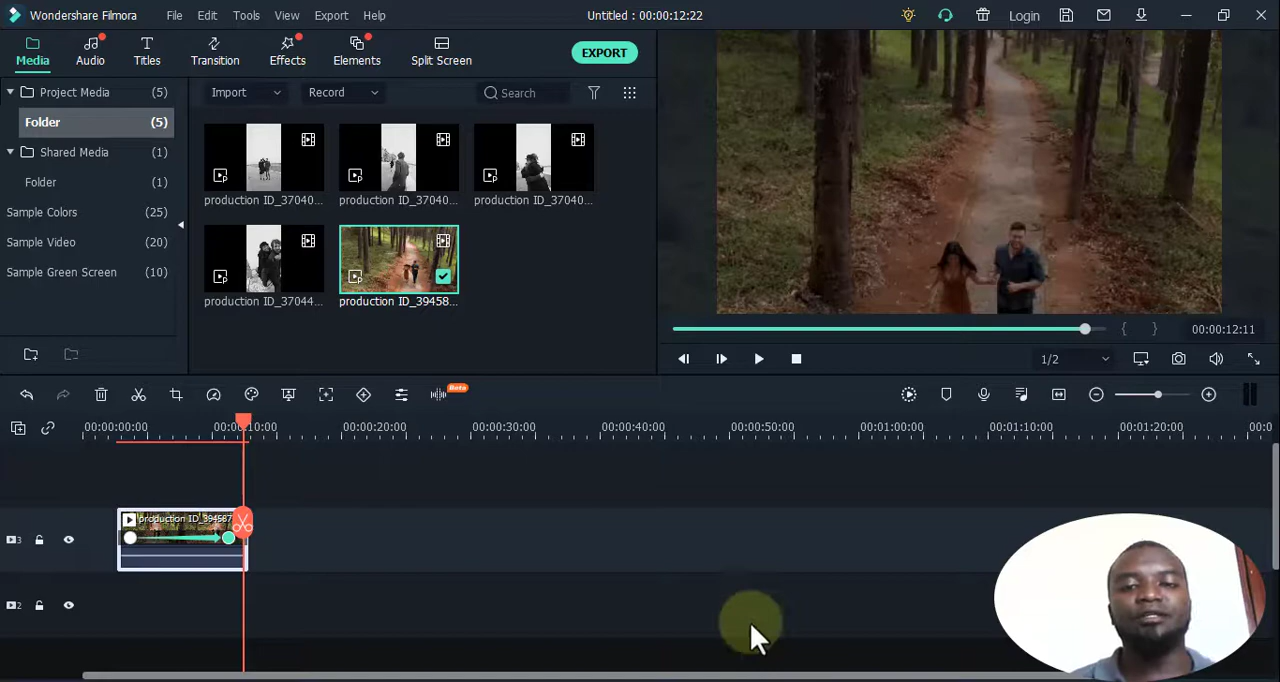 Wondershare Filmora File Edit Tools View Export Help Untitled : 00:00:12:22 Login
Media Audio Titles Transition Effects Elements Split Screen EXPORT
Project Media (5)
Folder (5)
Shared Media (1)
Folder (1)
Sample Colors (25)
Sample Video (20)
Sample Green Screen (10)
Import Record Search
production ID_37040... production ID_37040... production ID_37040...
production ID_37044... production ID_39458...
{ } 00:00:12:11
1/2
Beta
00:00:00:00 00:00:10:00 00:00:20:00 00:00:30:00 00:00:40:00 00:00:50:00 00:01:00:00 00:01:10:00 00:01:20:00 00:0
3 production ID_394587
2